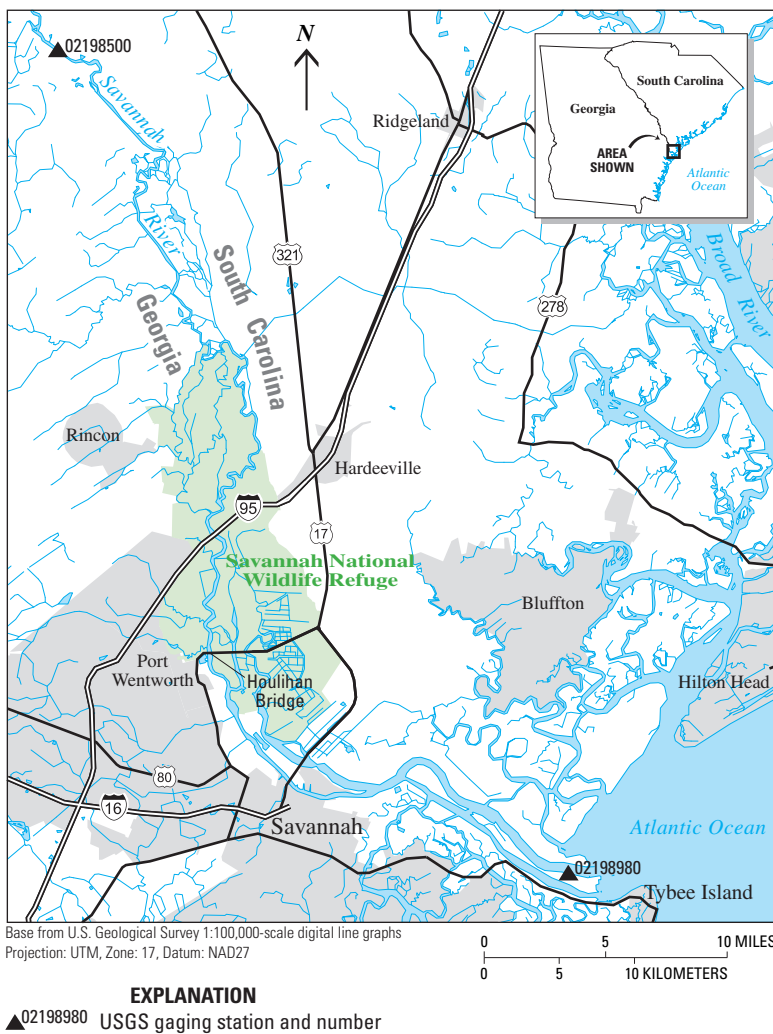 02198500
N
Savannah
River
Ridgeland
South Carolina
Georgia
AREA
SHOWN
Atlantic
Ocean
Broad
River
321
278
South Carolina
Georgia
Rincon
Hardeeville
95
17
Savannah National
Wildlife Refuge
Bluffton
Port
Wentworth
Houlihan
Bridge
Hilton Head
80
16
Savannah
Atlantic Ocean
02198980
Tybee Island
Base from U.S. Geological Survey 1:100,000-scale digital line graphs
Projection: UTM, Zone: 17, Datum: NAD27
0 5 10 MILES
0 5 10 KILOMETERS
EXPLANATION
02198980 USGS gaging station and number